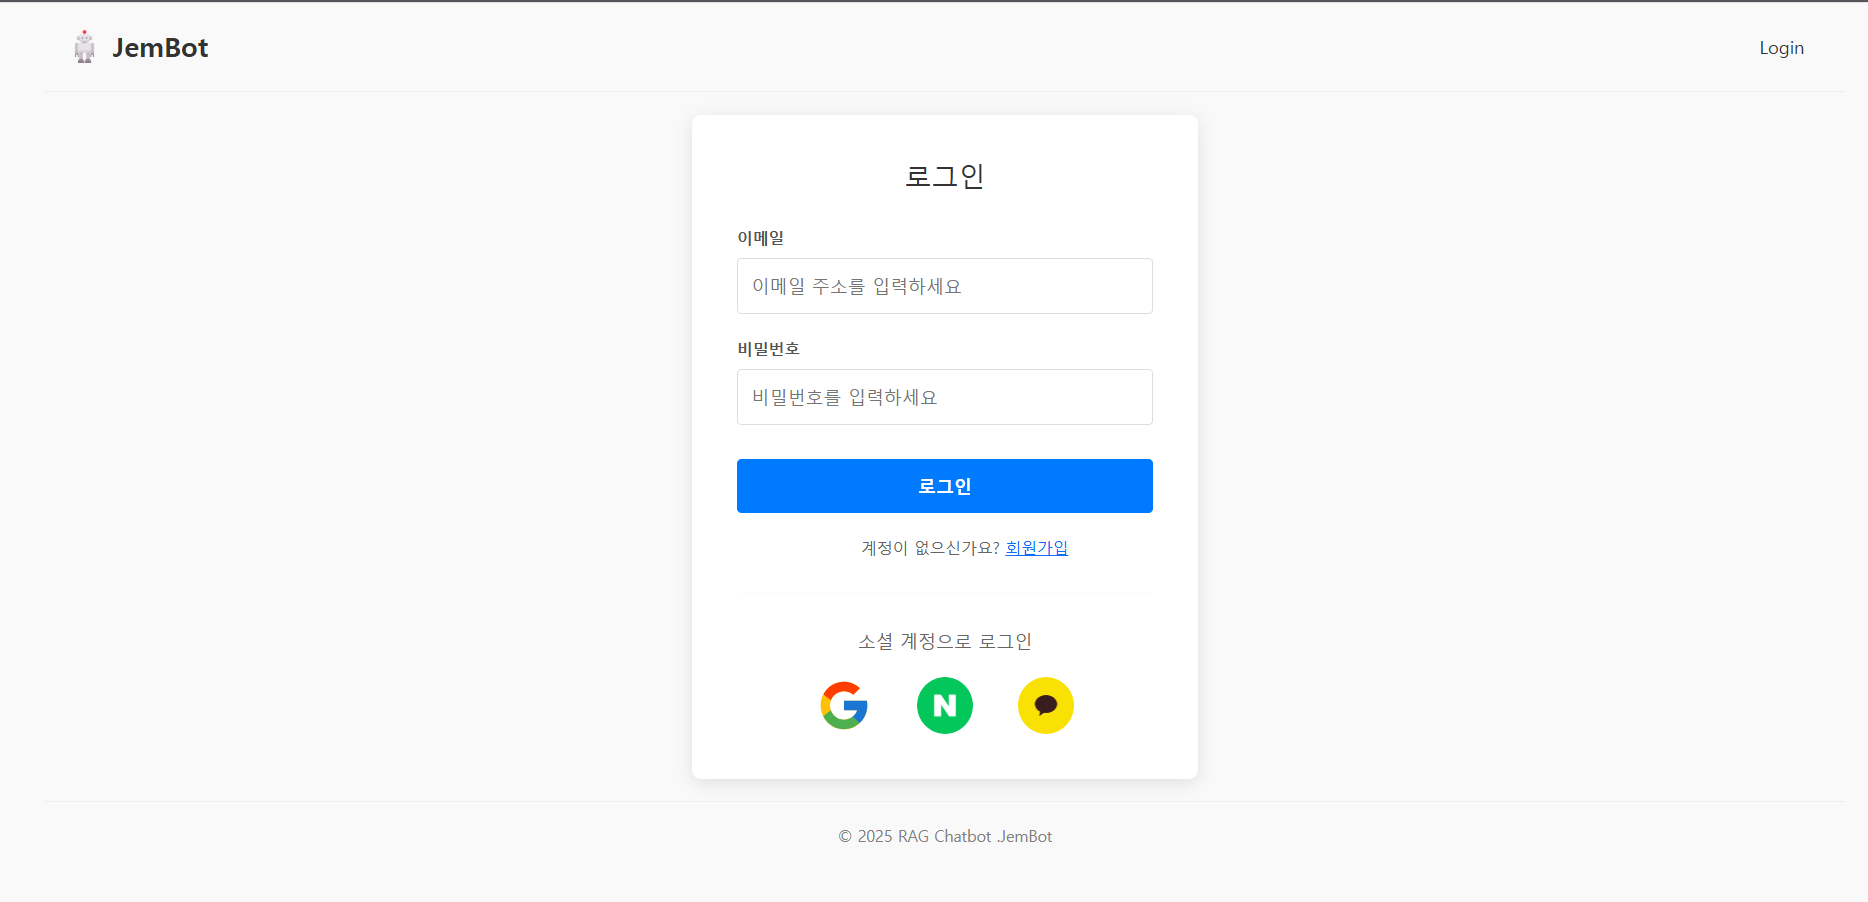 JemBot
Login
로그인
이메일
이메일 주소를 입력하세요
비밀번호
비밀번호를 입력하세요
로그인
계정이 없으신가요? 회원가입
소셜 계정으로 로그인
N
© 2025 RAG Chatbot JemBot